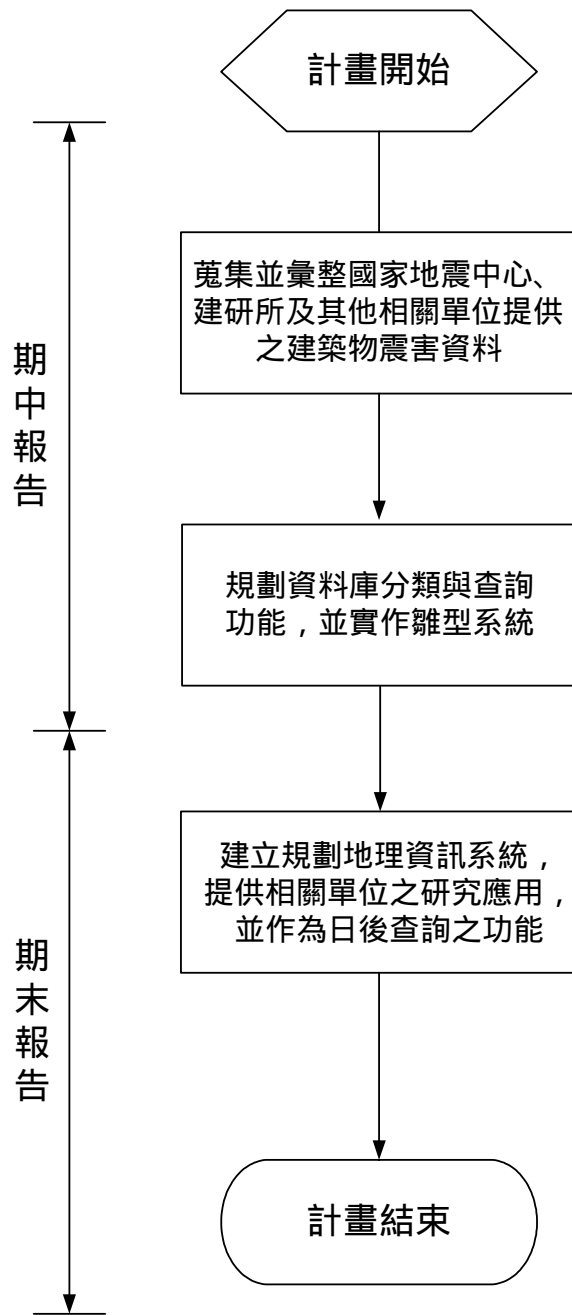 計畫開始
蒐集並彙整國家地震中心、
建研所及其他相關單位提供
之建築物震害資料
期中報告
規劃資料庫分類與查詢
功能，並實作雛型系統
建立規劃地理資訊系統，
提供相關單位之研究應用，
並作為日後查詢之功能
期末報告
計畫結束